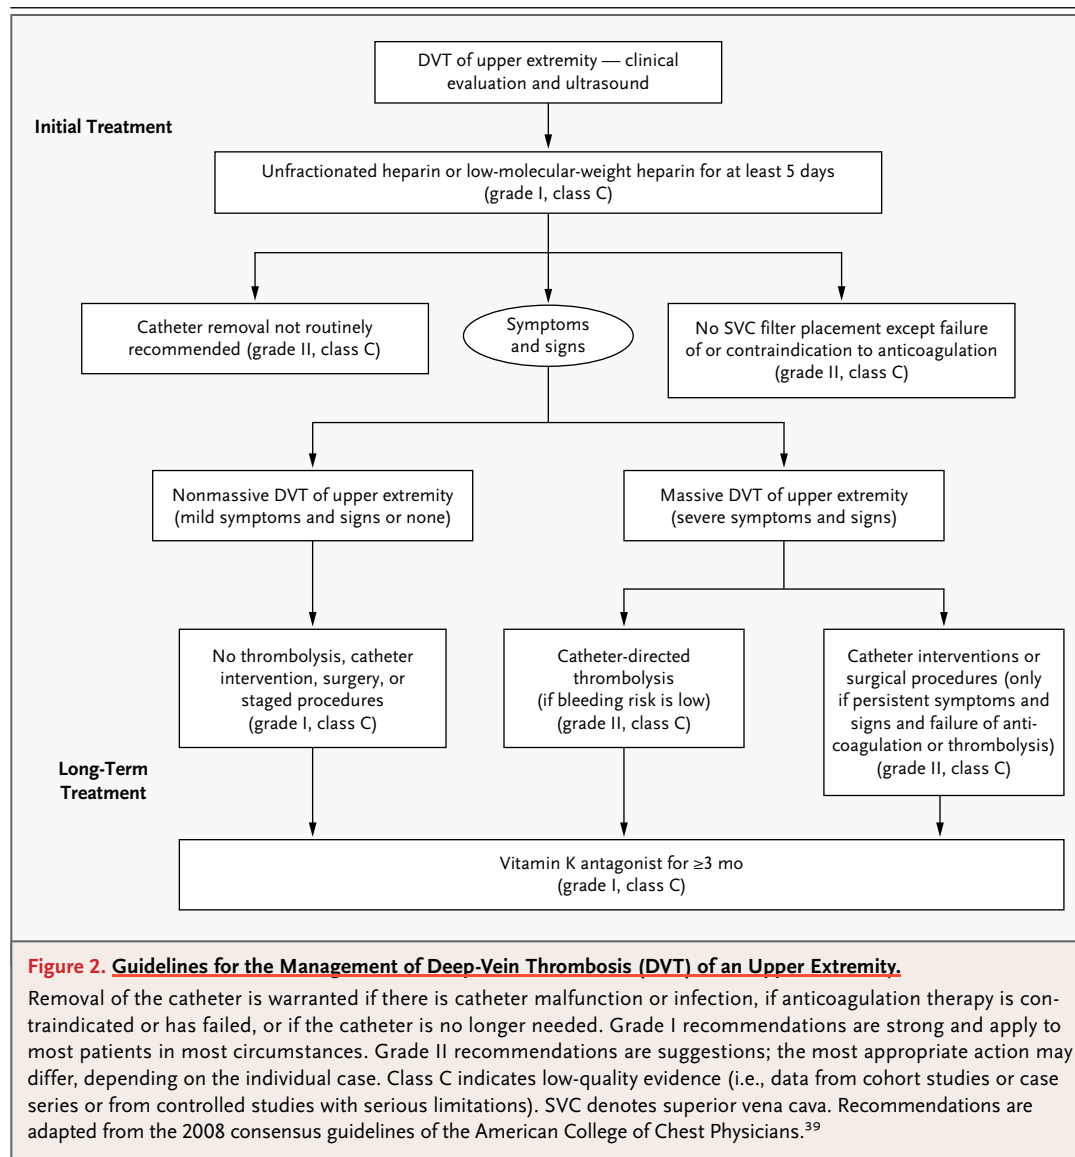 DVT of upper extremity — clinical
evaluation and ultrasound
Initial Treatment
Unfractionated heparin or low-molecular-weight heparin for at least 5 days
(grade I, class C)
Catheter removal not routinely
recommended (grade II, class C)
Symptoms
and signs
No SVC filter placement except failure
of or contraindication to anticoagulation
(grade II, class C)
Nonmassive DVT of upper extremity
(mild symptoms and signs or none)
Massive DVT of upper extremity
(severe symptoms and signs)
No thrombolysis, catheter
intervention, surgery, or
staged procedures
(grade I, class C)
Catheter-directed
thrombolysis
(if bleeding risk is low)
(grade II, class C)
Catheter interventions or
surgical procedures (only
if persistent symptoms and
signs and failure of anti-
coagulation or thrombolysis)
(grade II, class C)
Long-Term
Treatment
Vitamin K antagonist for ≥3 mo
(grade I, class C)
Figure 2. Guidelines for the Management of Deep-Vein Thrombosis (DVT) of an Upper Extremity.
Removal of the catheter is warranted if there is catheter malfunction or infection, if anticoagulation therapy is con-
traindicated or has failed, or if the catheter is no longer needed. Grade I recommendations are strong and apply to
most patients in most circumstances. Grade II recommendations are suggestions; the most appropriate action may
differ, depending on the individual case. Class C indicates low-quality evidence (i.e., data from cohort studies or case
series or from controlled studies with serious limitations). SVC denotes superior vena cava. Recommendations are
adapted from the 2008 consensus guidelines of the American College of Chest Physicians.³⁹